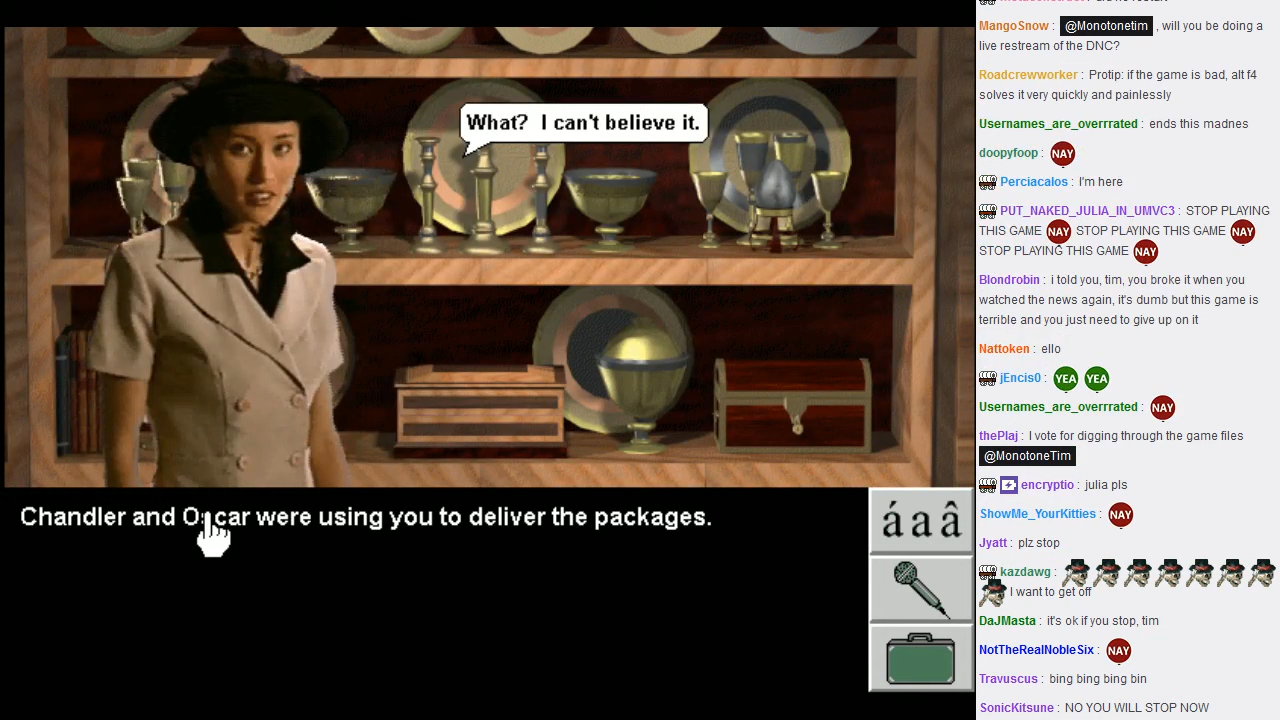 What? I can't believe it.
Chandler and Oscar were using you to deliver the packages.
á a â
MangoSnow : @Monotonetim , will you be doing a
live restream of the DNC?
Roadcrewworker : Protip: if the game is bad, alt f4
solves it very quickly and painlessly
Usernames_are_overrrated : ends this madnes
doopyfoop : NAY
Perciacalos : I'm here
PUT_NAKED_JULIA_IN_UMVC3 : STOP PLAYING
THIS GAME NAY STOP PLAYING THIS GAME NAY
STOP PLAYING THIS GAME NAY
Blondrobin : i told you, tim, you broke it when you
watched the news again, it's dumb but this game is
terrible and you just need to give up on it
Nattoken : ello
jEncis0 : YEA YEA
Usernames_are_overrrated : NAY
thePlaj : I vote for digging through the game files
@MonotoneTim
encryptio : julia pls
ShowMe_YourKitties : NAY
Jyatt : plz stop
kazdawg :
I want to get off
DaJMasta : it's ok if you stop, tim
NotTheRealNobleSix : NAY
Travuscus : bing bing bing bin
SonicKitsune : NO YOU WILL STOP NOW